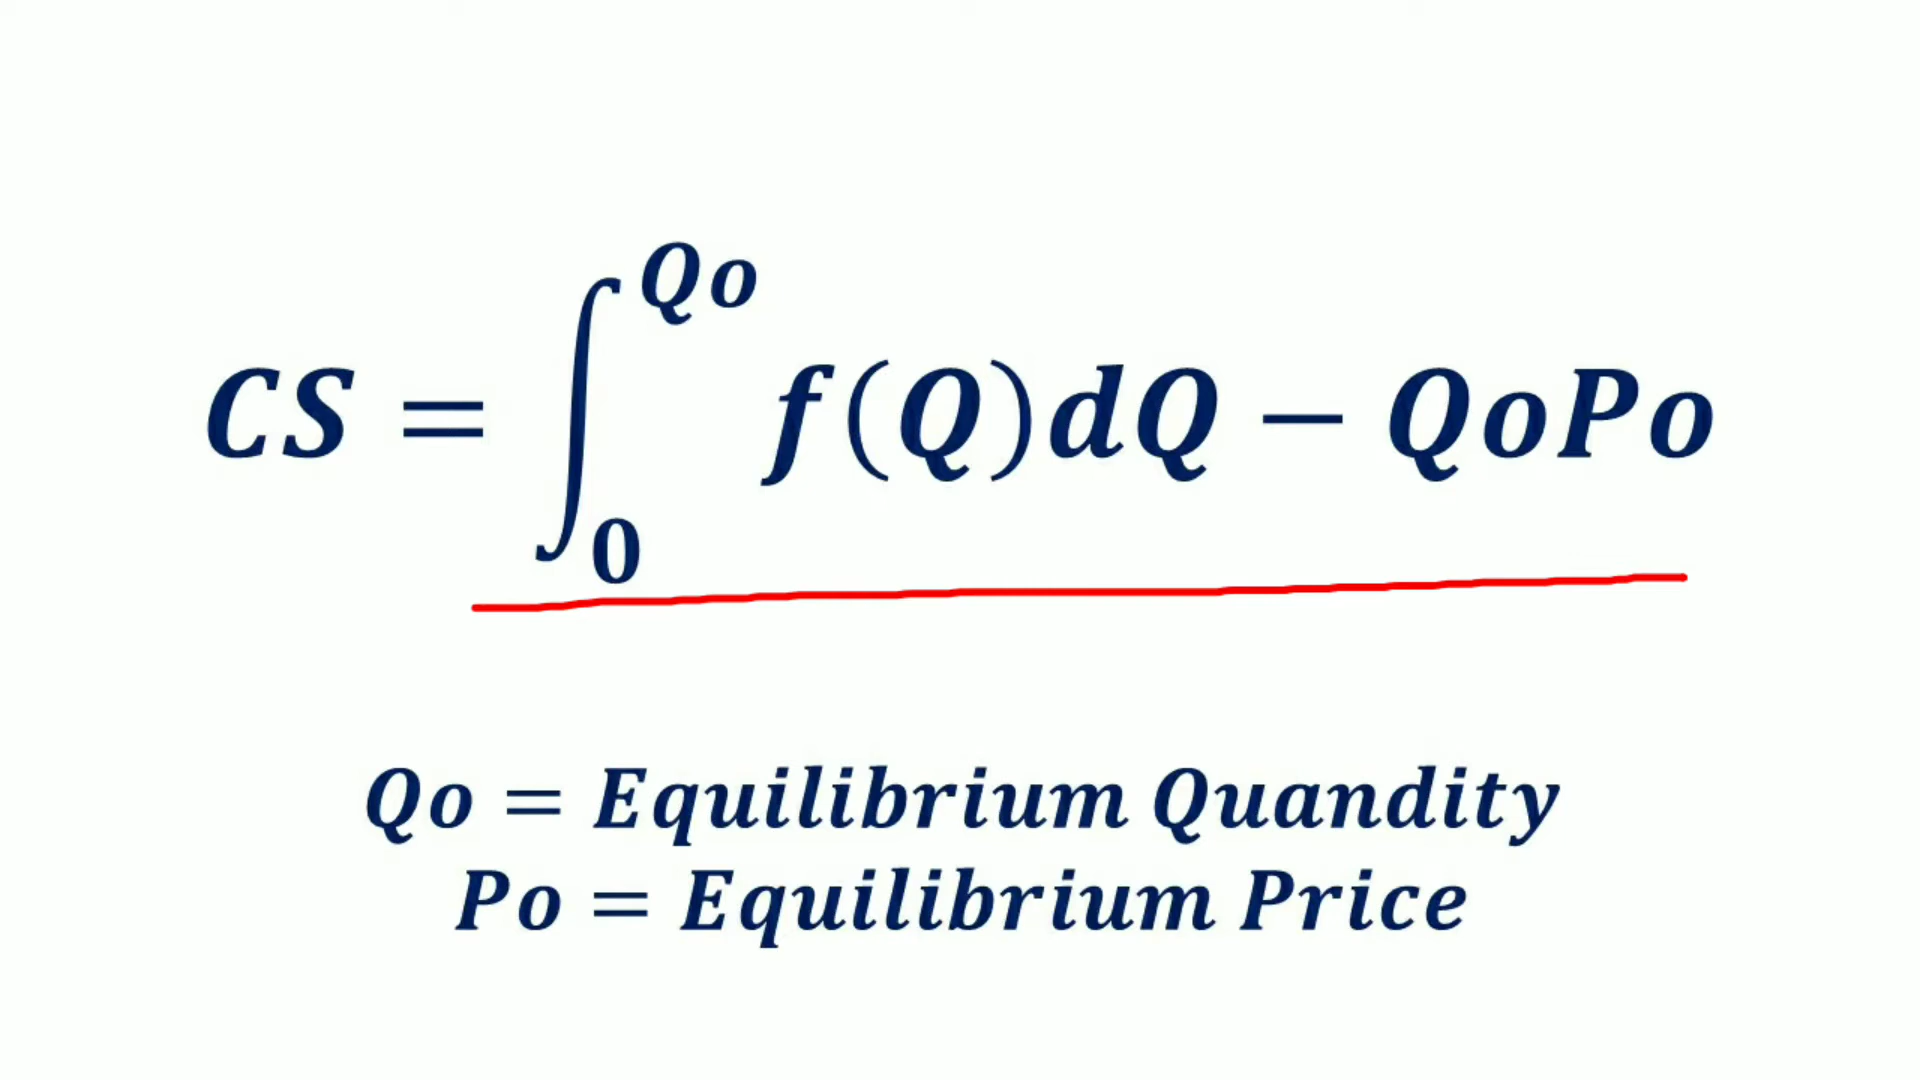 CS = ∫₀^Qo f(Q)dQ − QoPo
Qo = Equilibrium Quandity
Po = Equilibrium Price